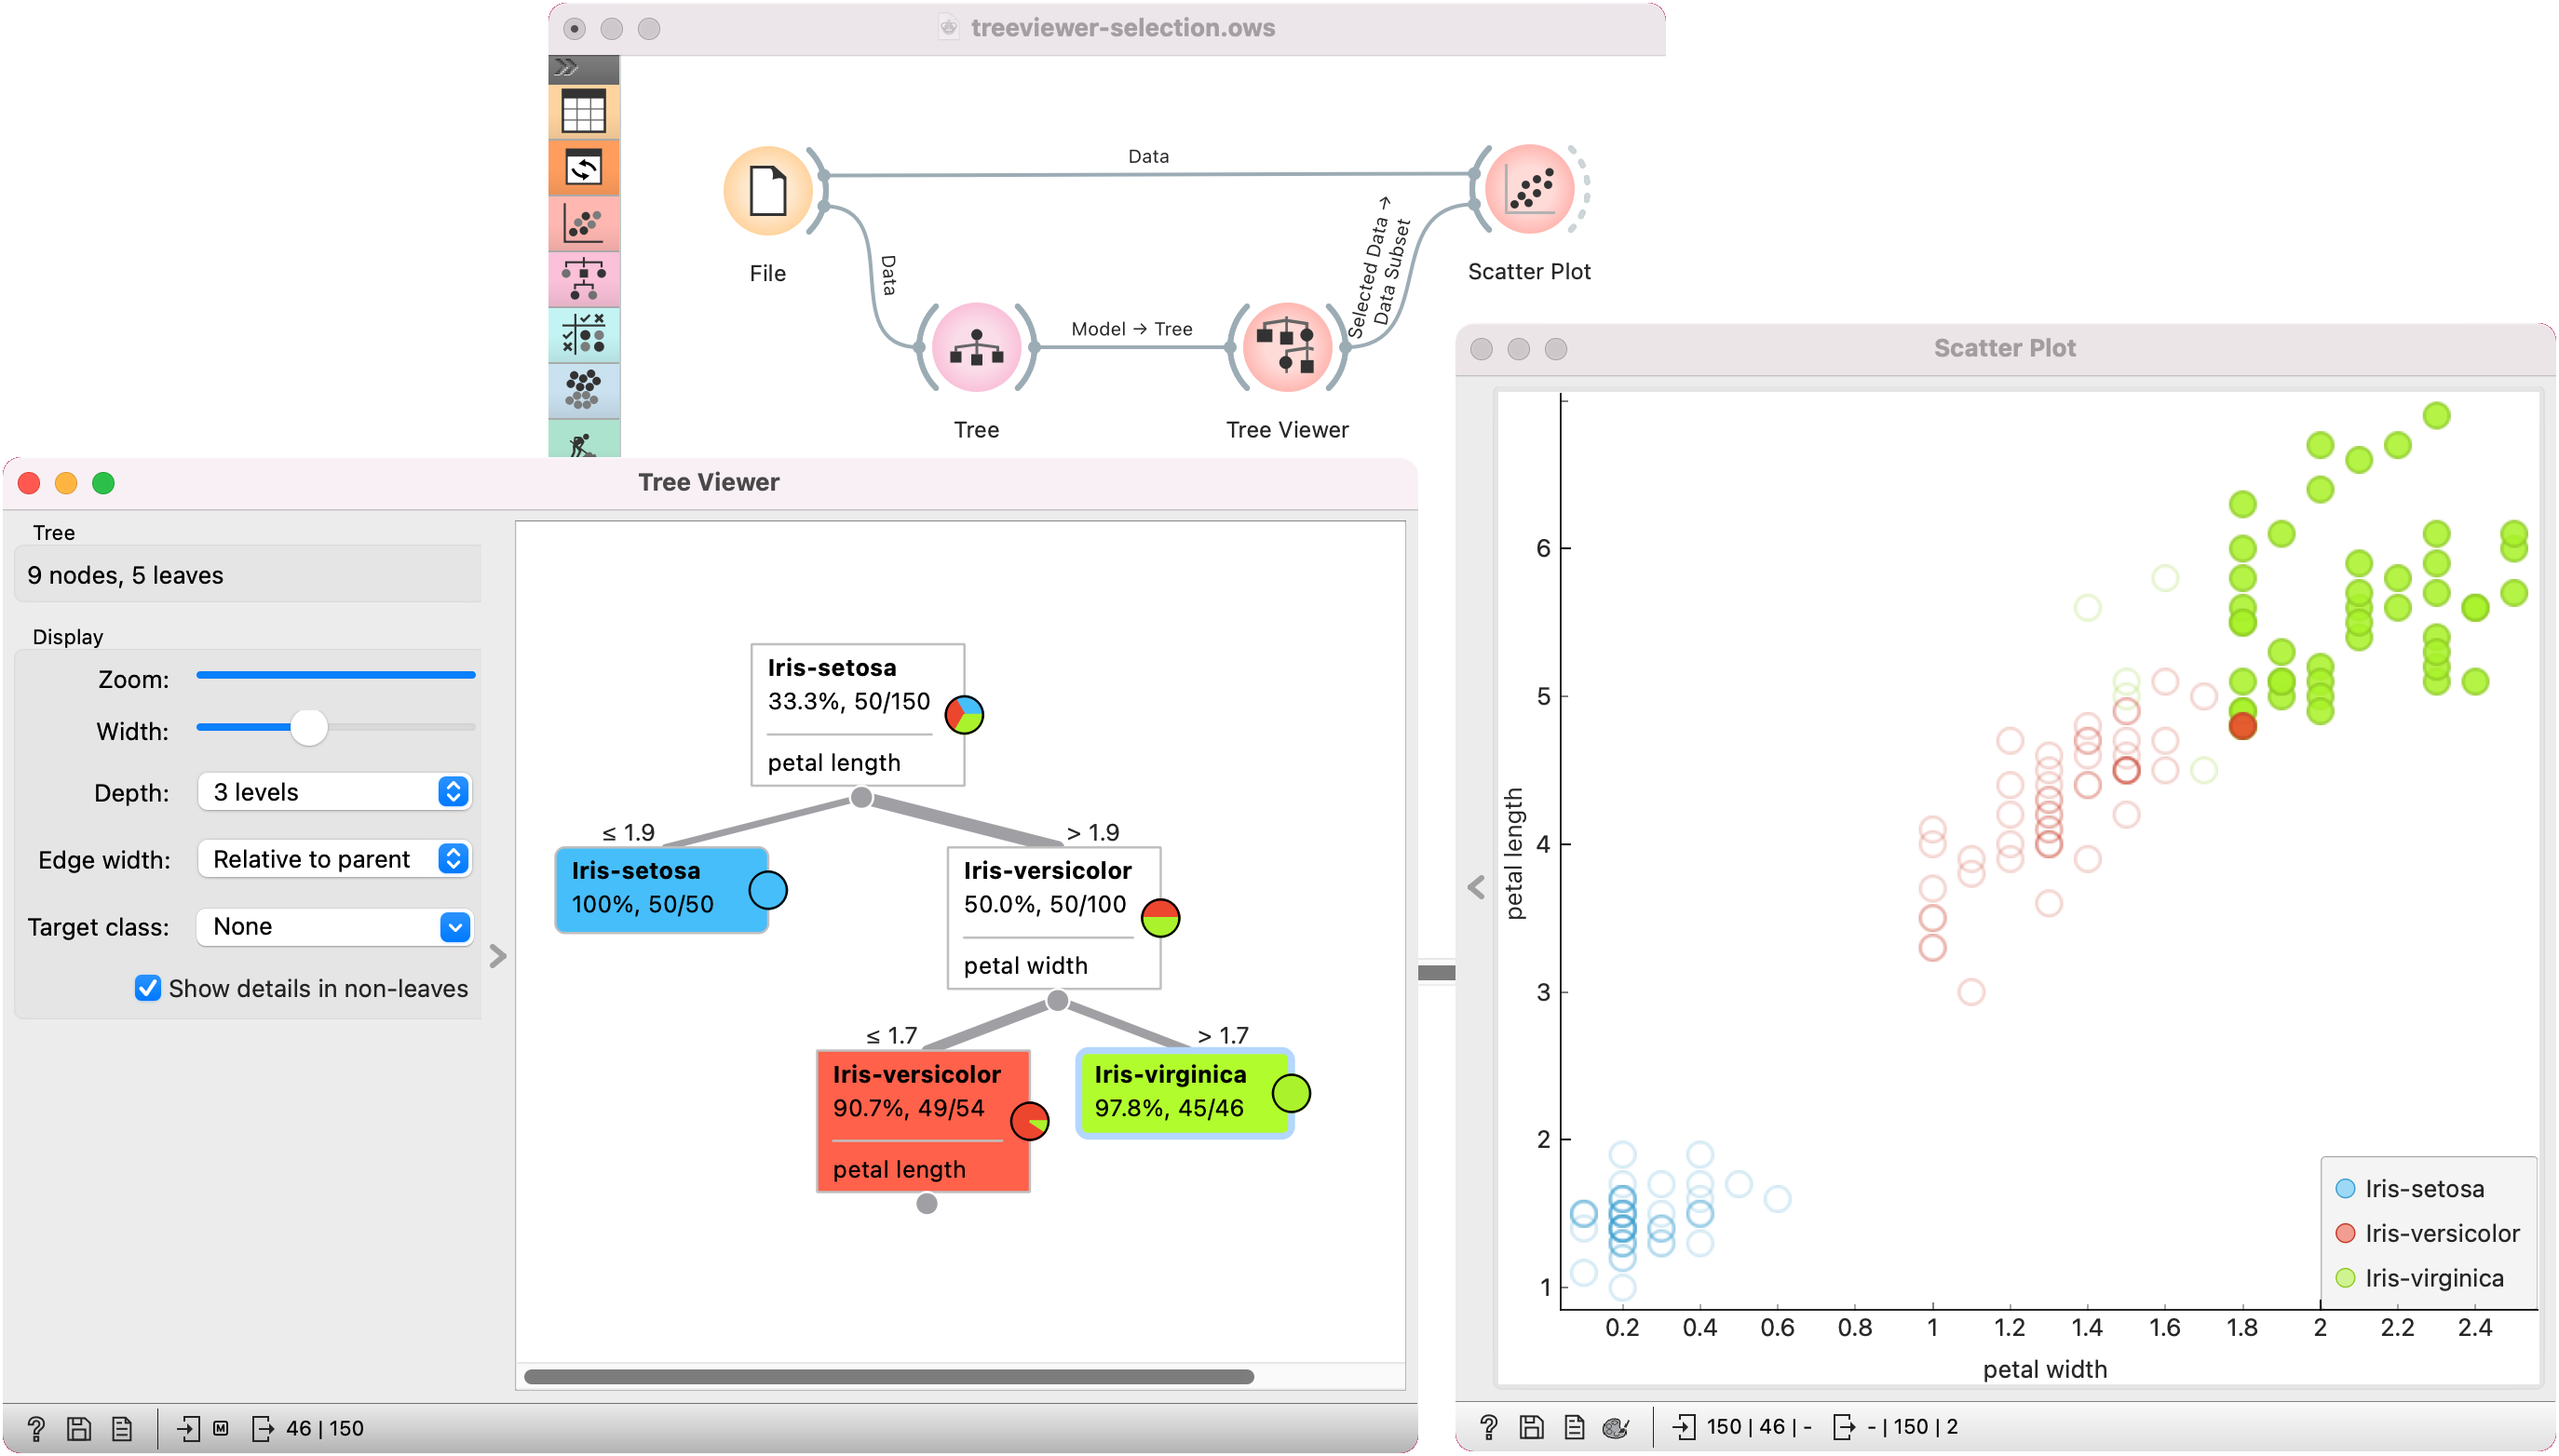 treeviewer-selection.ows
Data
File
Data
Selected Data →
Data Subset
Scatter Plot
Model → Tree
Tree
Tree Viewer
Tree Viewer
Tree
9 nodes, 5 leaves
Display
Zoom:
Width:
Depth:
3 levels
Edge width:
Relative to parent
Target class:
None
Show details in non-leaves
Iris-setosa
33.3%, 50/150
petal length
≤ 1.9
> 1.9
Iris-setosa
100%, 50/50
Iris-versicolor
50.0%, 50/100
petal width
≤ 1.7
> 1.7
Iris-versicolor
90.7%, 49/54
petal length
Iris-virginica
97.8%, 45/46
? M 46 | 150
Scatter Plot
petal length
6
5
4
3
2
1
0.2 0.4 0.6 0.8 1 1.2 1.4 1.6 1.8 2 2.2 2.4
petal width
Iris-setosa
Iris-versicolor
Iris-virginica
? 150 | 46 | - - | 150 | 2